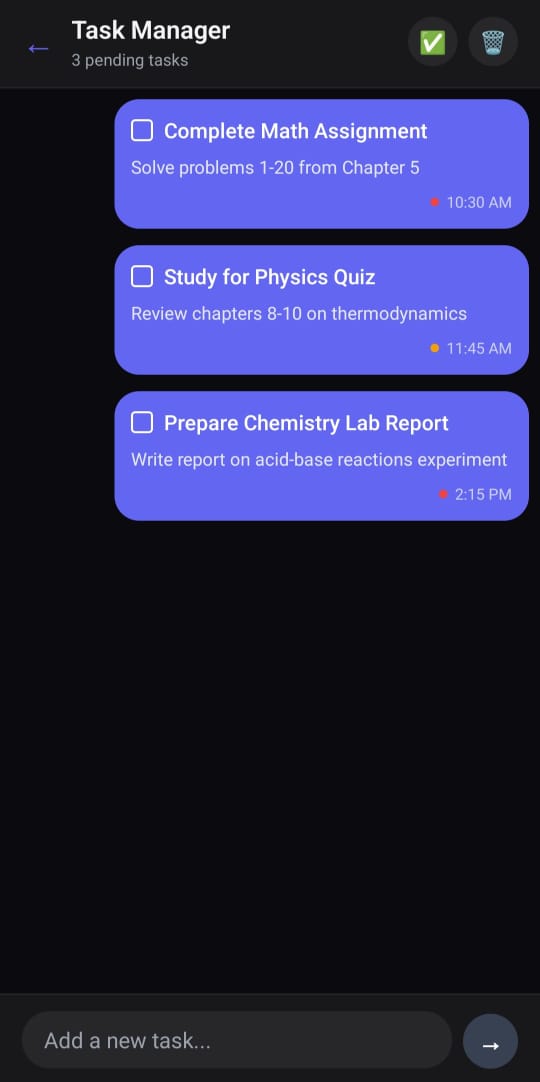 Task Manager
3 pending tasks
Complete Math Assignment
Solve problems 1-20 from Chapter 5
10:30 AM
Study for Physics Quiz
Review chapters 8-10 on thermodynamics
11:45 AM
Prepare Chemistry Lab Report
Write report on acid-base reactions experiment
2:15 PM
Add a new task...